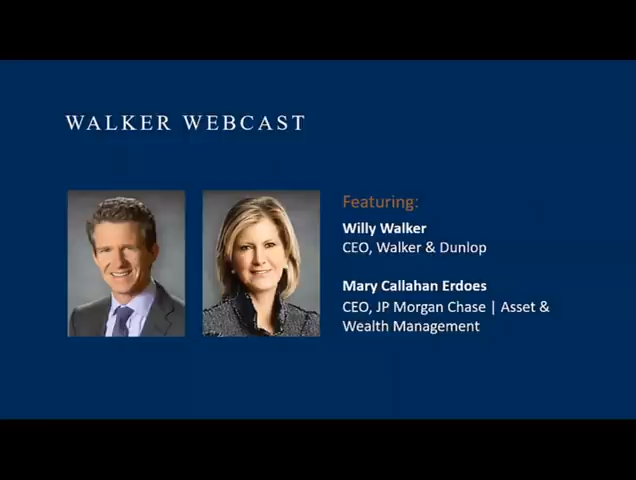 WALKER WEBCAST
Featuring:
Willy Walker
CEO, Walker & Dunlop
Mary Callahan Erdoes
CEO, JP Morgan Chase | Asset &
Wealth Management